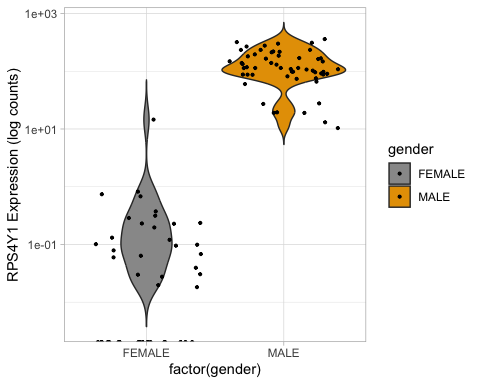 1e+03
1e+01
1e-01
RPS4Y1 Expression (log counts)
FEMALE MALE
factor(gender)
gender
FEMALE
MALE